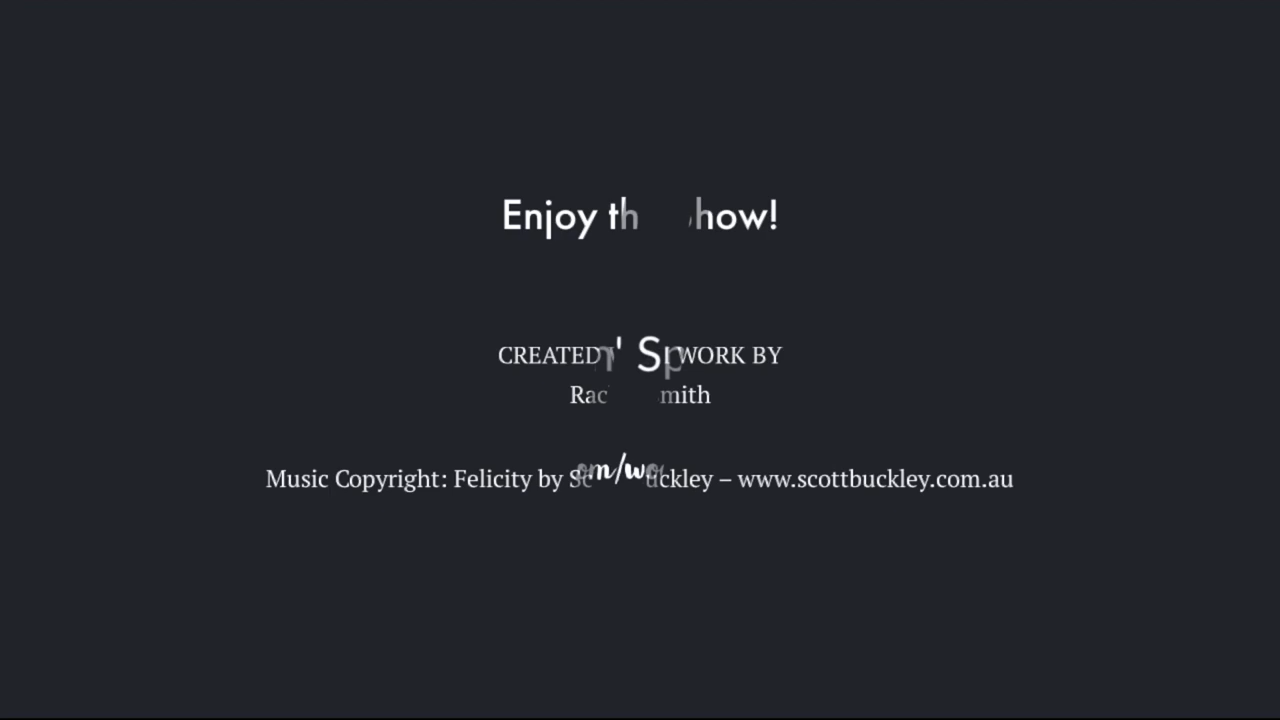 Enjoy th how!
CREATED WORK BY
Rac mith
Music Copyright: Felicity by Sc uckley – www.scottbuckley.com.au